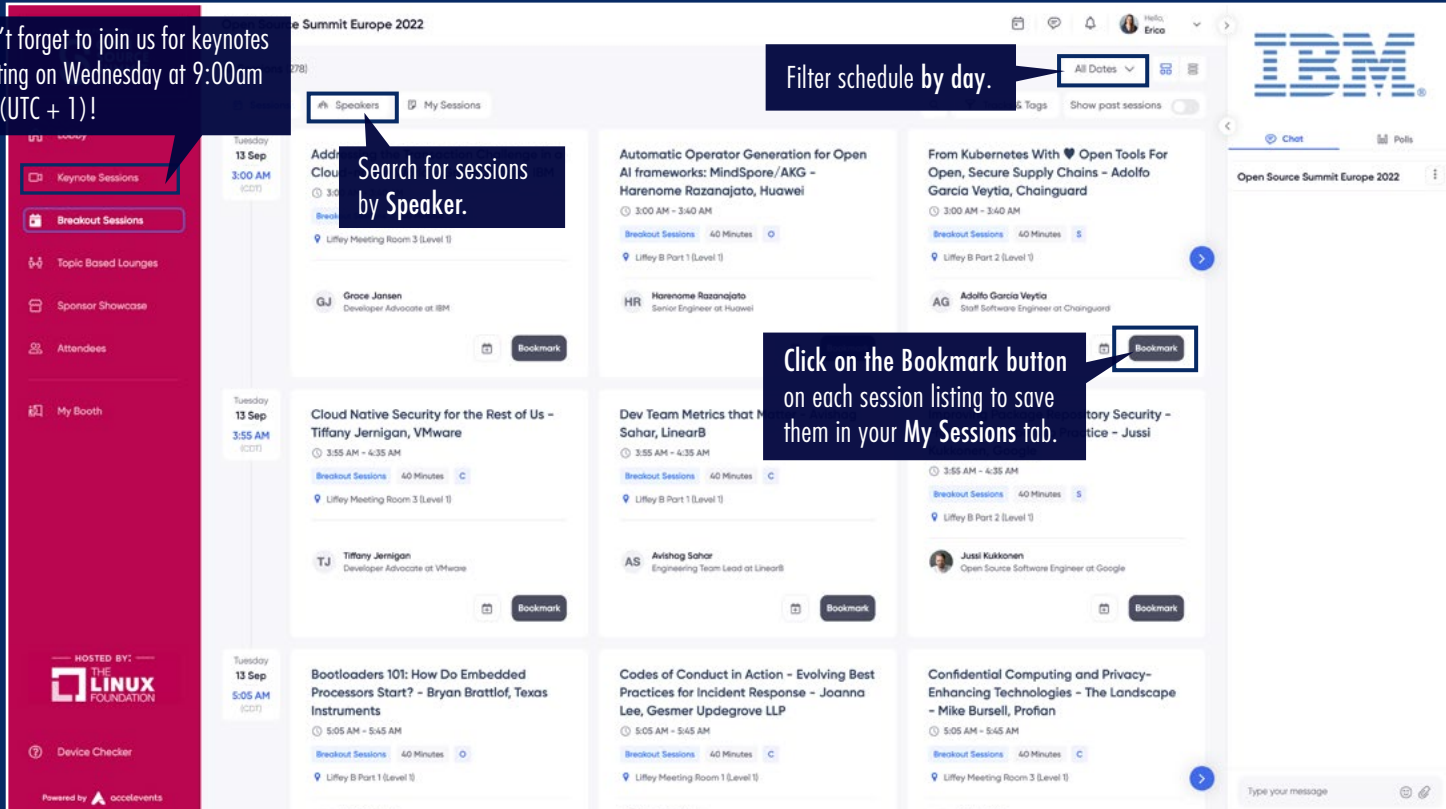 't forget to join us for keynotes
ting on Wednesday at 9:00am
(UTC + 1)!
Summit Europe 2022
Hello,
Erica
278)
Filter schedule by day.
All Dates
Speakers
My Sessions
& Tags
Show past sessions
Search for sessions
by Speaker.
Lobby
Keynote Sessions
Breakout Sessions
Topic Based Lounges
Sponsor Showcase
Attendees
My Booth
HOSTED BY:
THE
LINUX
FOUNDATION
Device Checker
Powered by accelevents
Tuesday
13 Sep
3:00 AM
(CDT)
Cloud
Liffey Meeting Room 3 (Level 1)
GJ
Grace Jansen
Developer Advocate at IBM
Bookmark
Automatic Operator Generation for Open
AI frameworks: MindSpore/AKG -
Harenome Razanajato, Huawei
3:00 AM - 3:40 AM
Breakout Sessions 40 Minutes O
Liffey B Part 1 (Level 1)
HR
Harenome Razanajato
Senior Engineer at Huawei
From Kubernetes With ♥ Open Tools For
Open, Secure Supply Chains - Adolfo
Garcia Veytia, Chainguard
3:00 AM - 3:40 AM
Breakout Sessions 40 Minutes S
Liffey B Part 2 (Level 1)
AG
Adolfo Garcia Veytia
Staff Software Engineer at Chainguard
Bookmark
Click on the Bookmark button
on each session listing to save
them in your My Sessions tab.
Tuesday
13 Sep
3:55 AM
(CDT)
Cloud Native Security for the Rest of Us -
Tiffany Jernigan, VMware
3:55 AM - 4:35 AM
Breakout Sessions 40 Minutes C
Liffey Meeting Room 3 (Level 1)
TJ
Tiffany Jernigan
Developer Advocate at VMware
Bookmark
Dev Team Metrics that
Sahar, LinearB
3:55 AM - 4:35 AM
Breakout Sessions 40 Minutes C
Liffey B Part 1 (Level 1)
AS
Avishag Sahar
Engineering Team Lead at LinearB
Bookmark
tory Security -
tice - Jussi
3:55 AM - 4:35 AM
Breakout Sessions 40 Minutes S
Liffey B Part 2 (Level 1)
Jussi Kukkonen
Open Source Software Engineer at Google
Bookmark
Tuesday
13 Sep
5:05 AM
(CDT)
Bootloaders 101: How Do Embedded
Processors Start? - Bryan Brattlof, Texas
Instruments
5:05 AM - 5:45 AM
Breakout Sessions 40 Minutes O
Liffey B Part 1 (Level 1)
Codes of Conduct in Action - Evolving Best
Practices for Incident Response - Joanna
Lee, Gesmer Updegrove LLP
5:05 AM - 5:45 AM
Breakout Sessions 40 Minutes C
Liffey Meeting Room 1 (Level 1)
Confidential Computing and Privacy-
Enhancing Technologies - The Landscape
- Mike Bursell, Profian
5:05 AM - 5:45 AM
Breakout Sessions 40 Minutes C
Liffey Meeting Room 3 (Level 1)
IBM®
Chat
Polls
Open Source Summit Europe 2022
Type your message